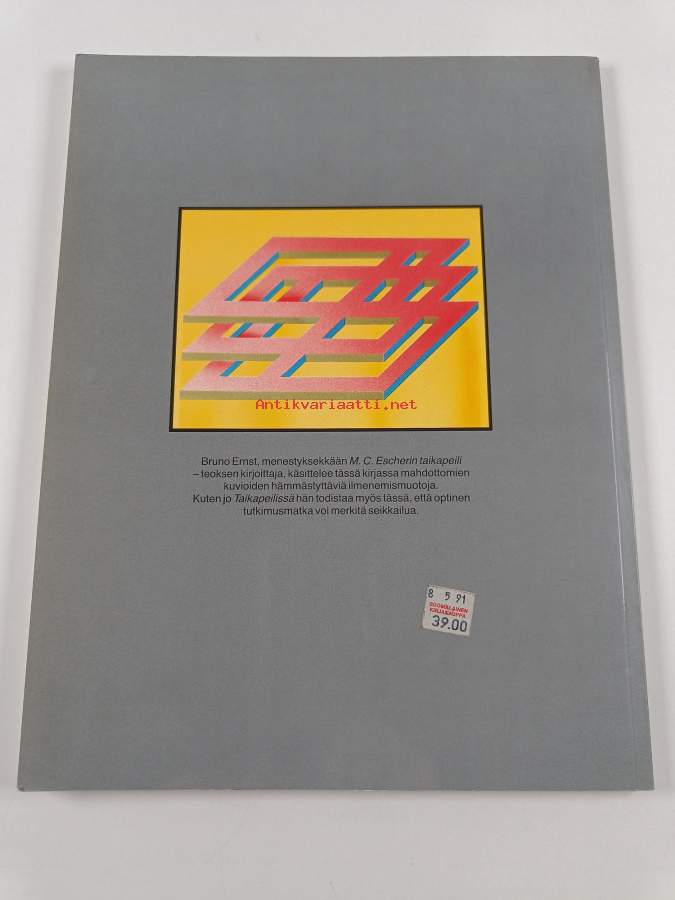 Antikvariaatti.net
Bruno Ernst, menestyksekkään M. C. Escherin taikapeili
– teoksen kirjoittaja, käsittelee tässä kirjassa mahdottomien
kuvioiden hämmästyttäviä ilmenemismuotoja.
Kuten jo Taikapeilissä hän todistaa myös tässä, että optinen
tutkimusmatka voi merkitä seikkailua.
8 5 91
SUOMALAINEN
KIRJAKAUPPA
39.00